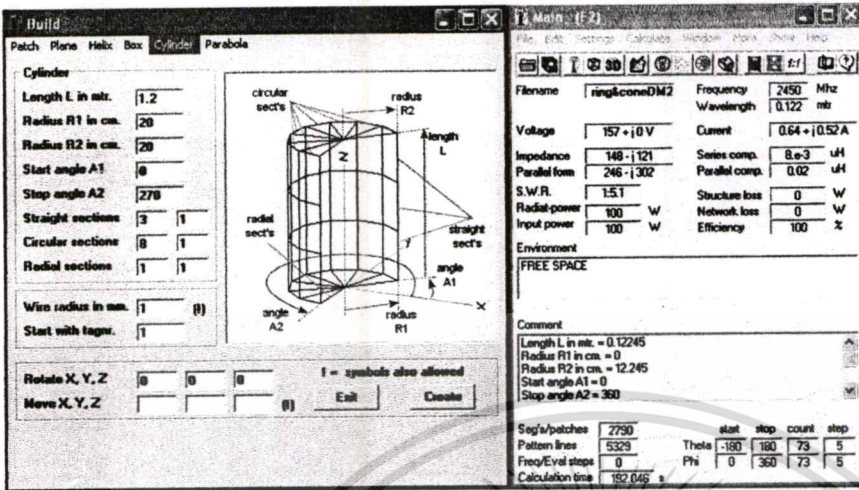 Build
Patch Plane Helix Box Cylinder Parabola
Cylinder
Length L in mtr. 1.2
Radius R1 in cm. 20
Radius R2 in cm. 20
Start angle A1 0
Stop angle A2 270
Straight sections 3 1
Circular sections 8 1
Radial sections 1 1
Wire radius in mm. 1 (!)
Start with tagnr. 1
circular sect's
radius R2
length L
Z
radial sect's
straight sect's
Y
angle A1
X
angle A2
radius R1
Rotate X, Y, Z 0 0 0
Move X, Y, Z (!)
! = symbols also allowed
Exit Create
Main (F2)
File Edit Settings Calculate Window More Show Help
3D 1:1
Filename ring&coneDM2 Frequency 2450 Mhz
Wavelength 0.122 mtr
Voltage 157 + j 0 V Current 0.64 + j 0.52 A
Impedance 148 - j 121 Series comp. 8.e-3 uH
Parallel form 246 - j 302 Parallel comp. 0.02 uH
S.W.R. 1:5.1 Structure loss 0 W
Radiat-power 100 W Network loss 0 W
Input power 100 W Efficiency 100 %
Environment
FREE SPACE
Comment
Length L in mtr. = 0.12245
Radius R1 in cm. = 0
Radius R2 in cm. = 12.245
Start angle A1 = 0
Stop angle A2 = 360
Seg's/patches 2790 start stop count step
Pattern lines 5329 Theta -180 180 73 5
Freq/Eval steps 0 Phi 0 360 73 5
Calculation time 192.046 s